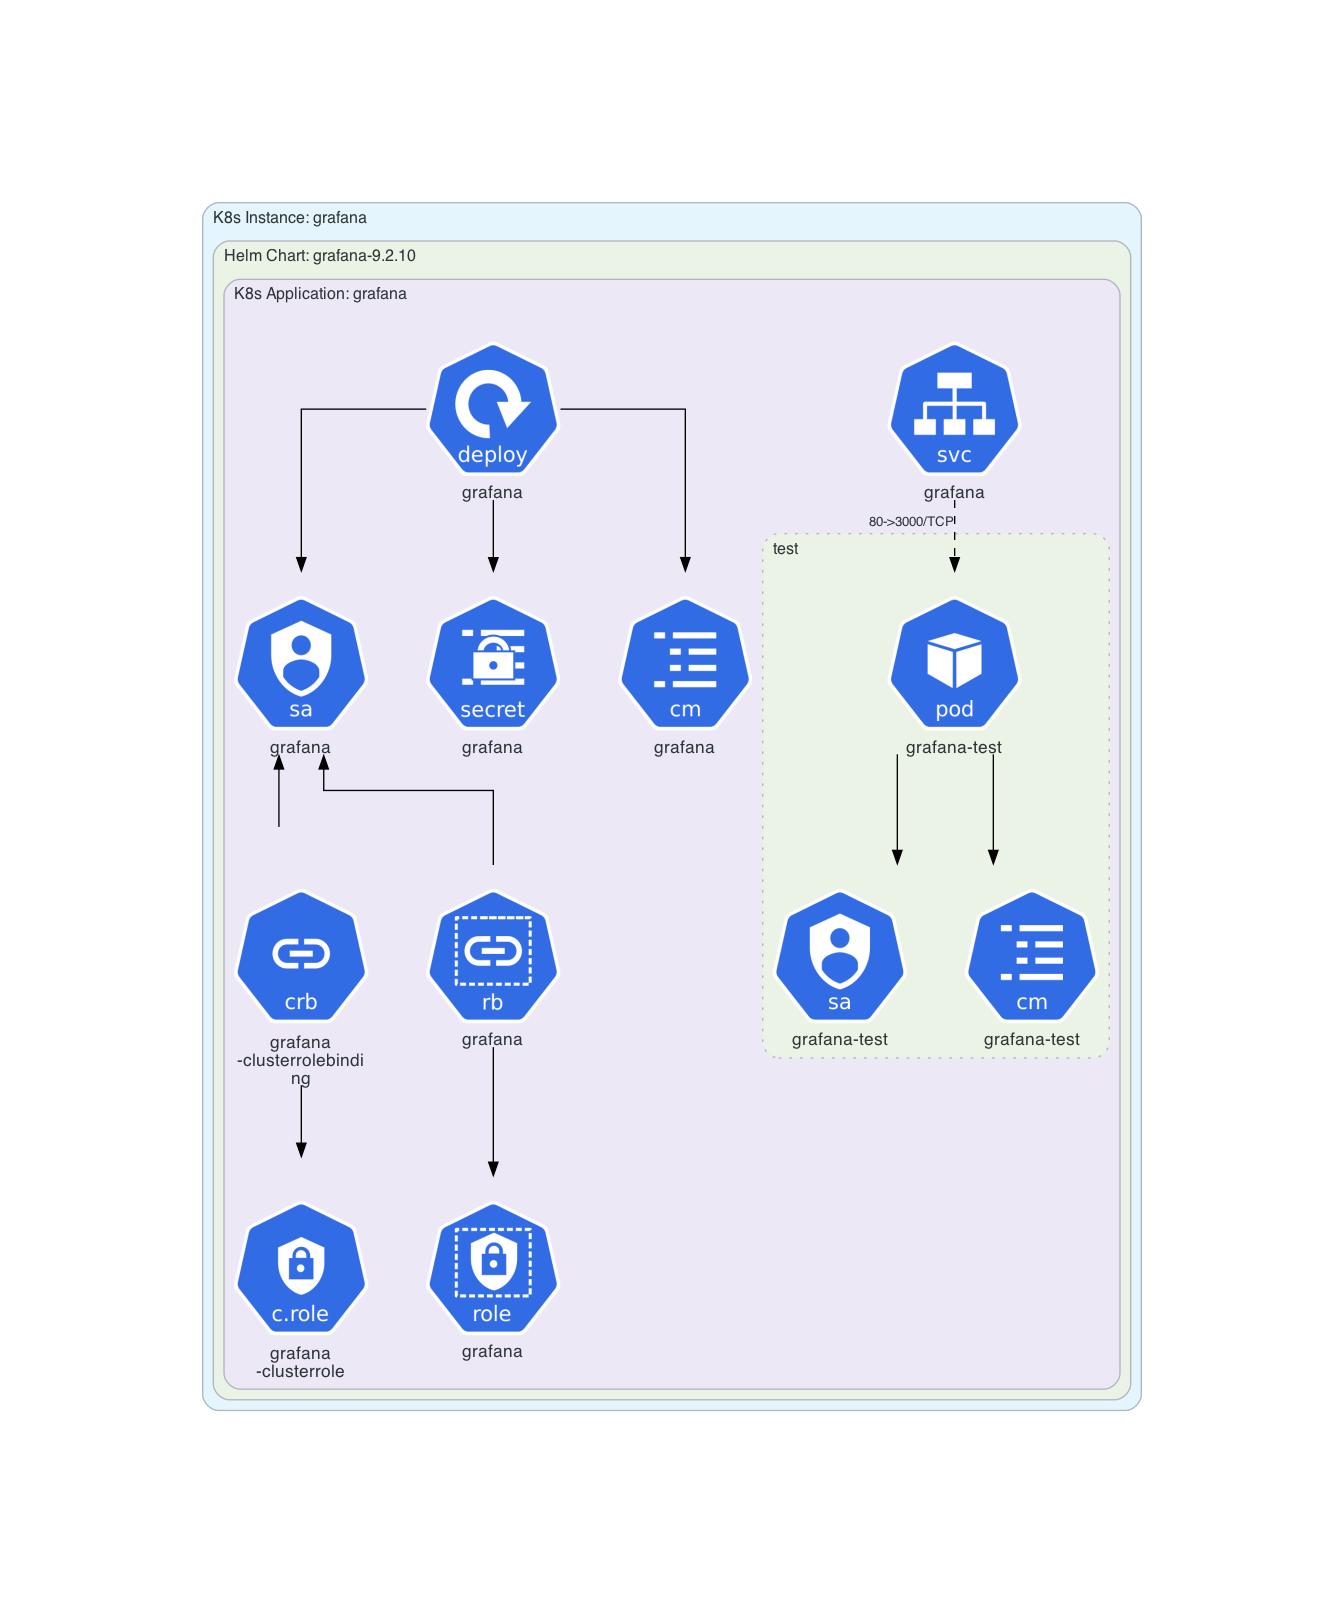 K8s Instance: grafana
Helm Chart: grafana-9.2.10
K8s Application: grafana
deploy
grafana
svc
grafana
80->3000/TCP
test
sa
grafana
secret
grafana
cm
grafana
pod
grafana-test
crb
grafana
-clusterrolebindi
ng
rb
grafana
sa
grafana-test
cm
grafana-test
c.role
grafana
-clusterrole
role
grafana